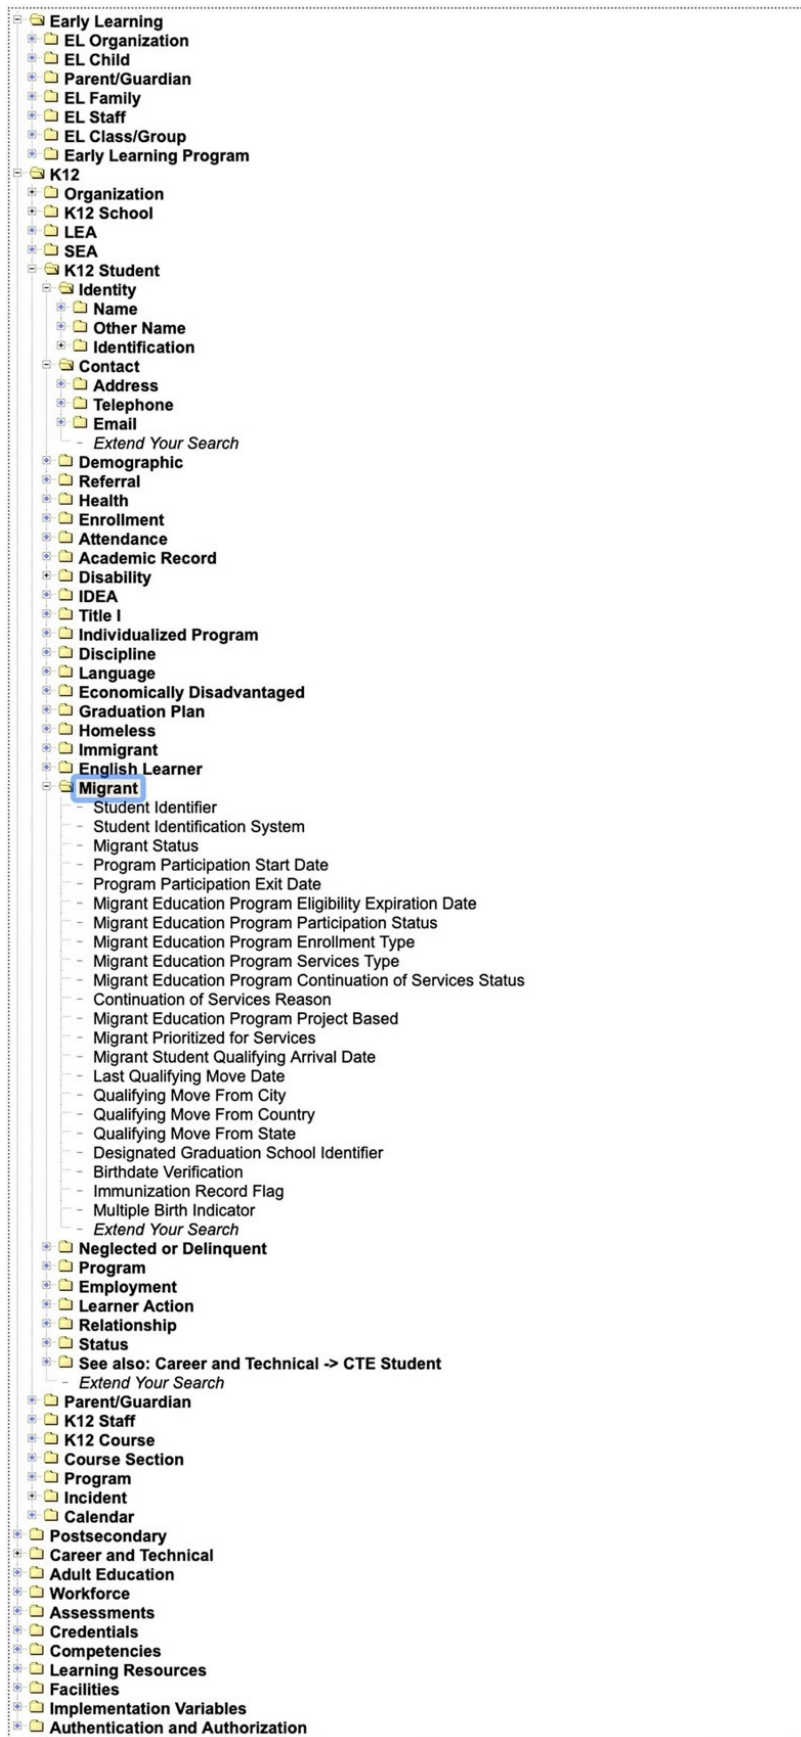 Early Learning
EL Organization
EL Child
Parent/Guardian
EL Family
EL Staff
EL Class/Group
Early Learning Program
K12
Organization
K12 School
LEA
SEA
K12 Student
Identity
Name
Other Name
Identification
Contact
Address
Telephone
Email
Extend Your Search
Demographic
Referral
Health
Enrollment
Attendance
Academic Record
Disability
IDEA
Title I
Individualized Program
Discipline
Language
Economically Disadvantaged
Graduation Plan
Homeless
Immigrant
English Learner
Migrant
Student Identifier
Student Identification System
Migrant Status
Program Participation Start Date
Program Participation Exit Date
Migrant Education Program Eligibility Expiration Date
Migrant Education Program Participation Status
Migrant Education Program Enrollment Type
Migrant Education Program Services Type
Migrant Education Program Continuation of Services Status
Continuation of Services Reason
Migrant Education Program Project Based
Migrant Prioritized for Services
Migrant Student Qualifying Arrival Date
Last Qualifying Move Date
Qualifying Move From City
Qualifying Move From Country
Qualifying Move From State
Designated Graduation School Identifier
Birthdate Verification
Immunization Record Flag
Multiple Birth Indicator
Extend Your Search
Neglected or Delinquent
Program
Employment
Learner Action
Relationship
Status
See also: Career and Technical -> CTE Student
Extend Your Search
Parent/Guardian
K12 Staff
K12 Course
Course Section
Program
Incident
Calendar
Postsecondary
Career and Technical
Adult Education
Workforce
Assessments
Credentials
Competencies
Learning Resources
Facilities
Implementation Variables
Authentication and Authorization